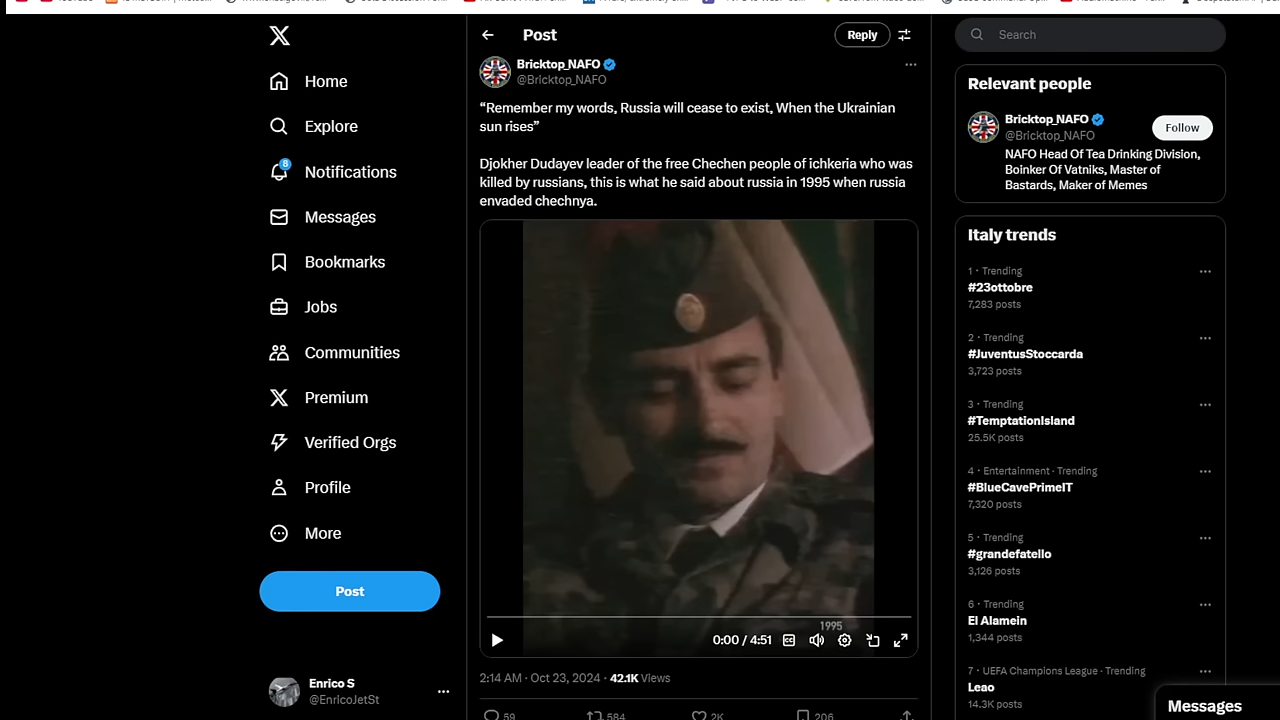 Post
Reply
Bricktop_NAFO
@Bricktop_NAFO
“Remember my words, Russia will cease to exist, When the Ukrainian
sun rises”
Djokher Dudayev leader of the free Chechen people of ichkeria who was
killed by russians, this is what he said about russia in 1995 when russia
envaded chechnya.
1995
0:00 / 4:51
2:14 AM · Oct 23, 2024 · 42.1K Views
59
584
2K
206
Home
Explore
8
Notifications
Messages
Bookmarks
Jobs
Communities
Premium
Verified Orgs
Profile
More
Post
Enrico S
@EnricoJetSt
Search
Relevant people
Bricktop_NAFO
@Bricktop_NAFO
Follow
NAFO Head Of Tea Drinking Division,
Boinker Of Vatniks, Master of
Bastards, Maker of Memes
Italy trends
1 · Trending
#23ottobre
7,283 posts
2 · Trending
#JuventusStoccarda
3,723 posts
3 · Trending
#TemptationIsland
25.5K posts
4 · Entertainment · Trending
#BlueCavePrimeIT
7,320 posts
5 · Trending
#grandefatello
3,126 posts
6 · Trending
El Alamein
1,344 posts
7 · UEFA Champions League · Trending
Leao
14.3K posts
Messages